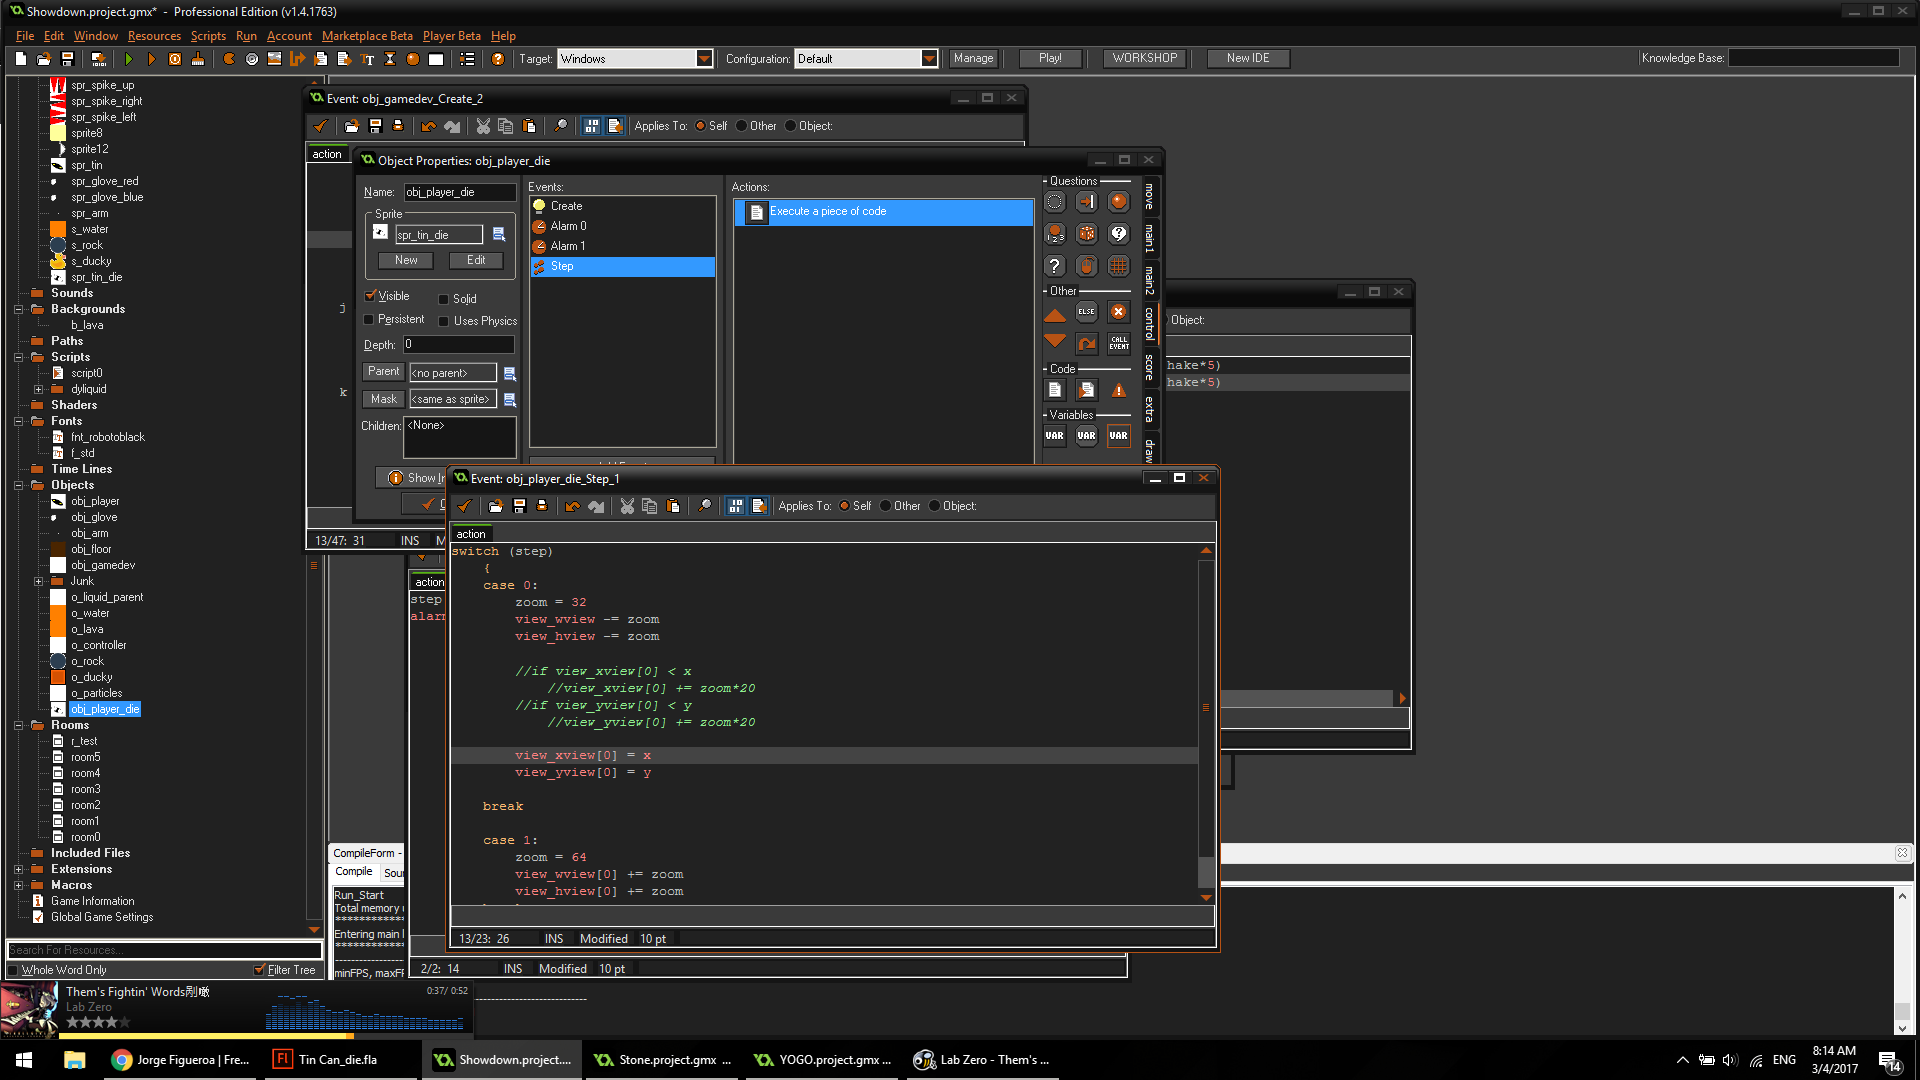 Showdown.project.gmx* - Professional Edition (v1.4.1763)
File Edit Window Resources Scripts Run Account Marketplace Beta Player Beta Help
Target: Windows Configuration: Default Manage Play! WORKSHOP New IDE Knowledge Base:
spr_spike_up
spr_spike_right
spr_spike_left
sprite8
sprite12
spr_tin
spr_glove_red
spr_glove_blue
spr_arm
s_water
s_rock
s_ducky
spr_tin_die
Sounds
Backgrounds
b_lava
Paths
Scripts
script0
dyliquid
Shaders
Fonts
fnt_robotoblack
f_std
Time Lines
Objects
obj_player
obj_glove
obj_arm
obj_floor
obj_gamedev
Junk
o_liquid_parent
o_water
o_lava
o_controller
o_rock
o_ducky
o_particles
obj_player_die
Rooms
r_test
room5
room4
room3
room2
room1
room0
Included Files
Extensions
Macros
Game Information
Global Game Settings
Search For Resources...
Whole Word Only Filter Tree
Event: obj_gamedev_Create_2
Applies To: Self Other Object:
action
j
k
13/47: 31 INS
Object Properties: obj_player_die
Name: obj_player_die
Sprite
spr_tin_die
New Edit
Visible Solid
Persistent Uses Physics
Depth: 0
Parent <no parent>
Mask <same as sprite>
Children: <None>
Events:
Create
Alarm 0
Alarm 1
Step
Actions:
Execute a piece of code
Questions
Other
ELSE
CALL EVENT
Code
Variables
VAR VAR VAR
move
main1
main2
control
score
extra
draw
Object:
hake*5)
hake*5)
action
step
alarm
2/2: 14 INS Modified 10 pt
Event: obj_player_die_Step_1
Applies To: Self Other Object:
action
switch (step)
{
case 0:
zoom = 32
view_wview -= zoom
view_hview -= zoom
//if view_xview[0] < x
//view_xview[0] += zoom*20
//if view_yview[0] < y
//view_yview[0] += zoom*20
view_xview[0] = x
view_yview[0] = y
break
case 1:
zoom = 64
view_wview[0] += zoom
view_hview[0] += zoom
13/23: 26 INS Modified 10 pt
CompileForm -
Compile
Run_Start
Total memory
Entering main
minFPS, maxFP
Them's Fightin' Words 0:37/ 0:52
Lab Zero
Jorge Figueroa | Fre...
Tin Can_die.fla
Showdown.project....
Stone.project.gmx ...
YOGO.project.gmx ...
Lab Zero - Them's ...
ENG
8:14 AM
3/4/2017
14